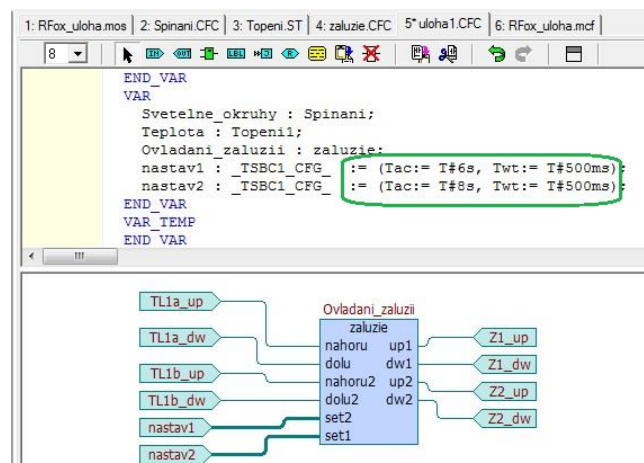 1: RFox_uloha.mos 2: Spinani.CFC 3: Topeni.ST 4: zaluzie.CFC 5* uloha1.CFC 6: RFox_uloha.mcf
8 IN OUT LBL R
END_VAR
VAR
Svetelne_okruhy : Spinani;
Teplota : Topeni1;
Ovladani_zaluzii : zaluzie;
nastav1 : _TSBC1_CFG_ := (Tac:= T#6s, Twt:= T#500ms);
nastav2 : _TSBC1_CFG_ := (Tac:= T#8s, Twt:= T#500ms);
END_VAR
VAR_TEMP
END_VAR
TL1a_up
Ovladani_zaluzii
zaluzie
TL1a_dw
nahoru up1
Z1_up
dolu dw1
Z1_dw
TL1b_up
nahoru2 up2
Z2_up
TL1b_dw
dolu2 dw2
Z2_dw
nastav1
set2
set1
nastav2